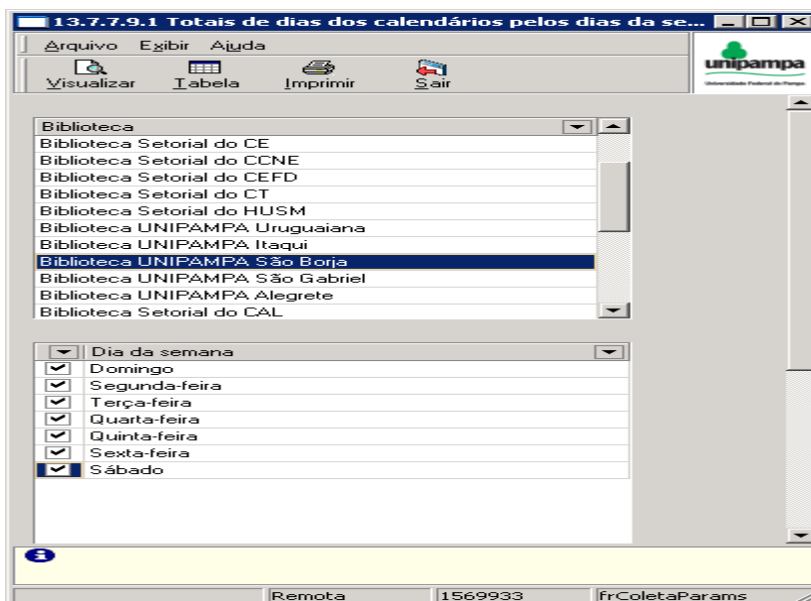 13.7.7.9.1 Totais de dias dos calendários pelos dias da se...
Arquivo Exibir Ajuda
Visualizar Tabela Imprimir Sair
unipampa
Universidade Federal do Pampa
Biblioteca
Biblioteca Setorial do CE
Biblioteca Setorial do CCNE
Biblioteca Setorial do CEFD
Biblioteca Setorial do CT
Biblioteca Setorial do HUSM
Biblioteca UNIPAMPA Uruguaiana
Biblioteca UNIPAMPA Itaqui
Biblioteca UNIPAMPA São Borja
Biblioteca UNIPAMPA São Gabriel
Biblioteca UNIPAMPA Alegrete
Biblioteca Setorial do CAL
Dia da semana
Domingo
Segunda-feira
Terça-feira
Quarta-feira
Quinta-feira
Sexta-feira
Sábado
Remota 1569933 frColetaParams